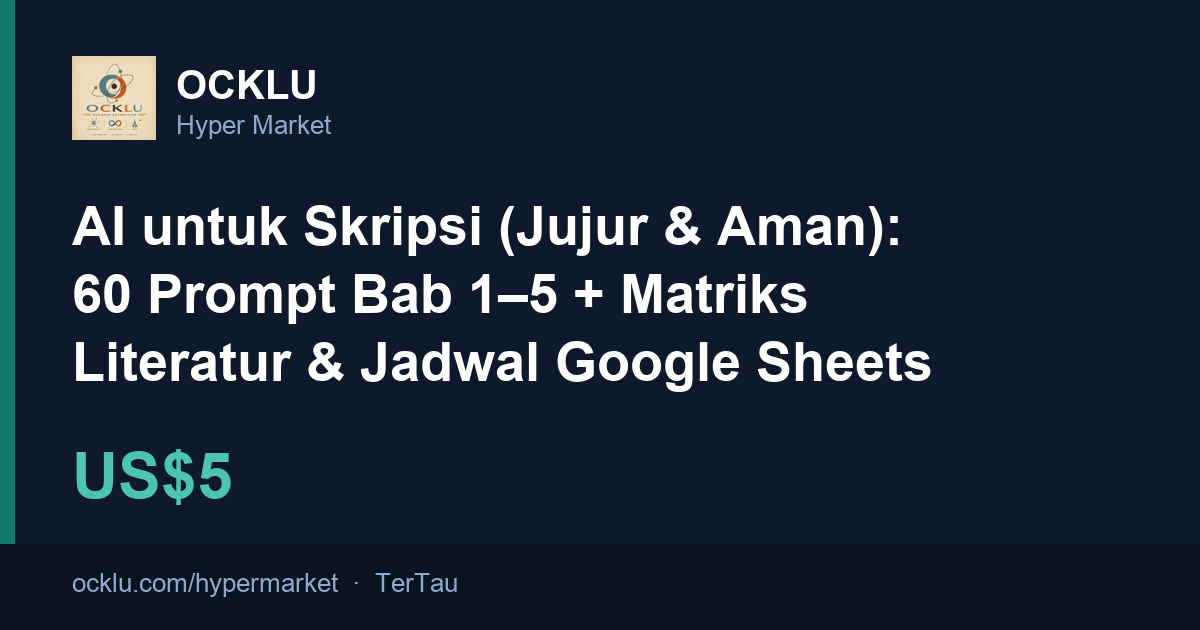 OCKLU
OCKLU
Hyper Market
AI untuk Skripsi (Jujur & Aman):
60 Prompt Bab 1–5 + Matriks
Literatur & Jadwal Google Sheets
US$5
ocklu.com/hypermarket · TerTau